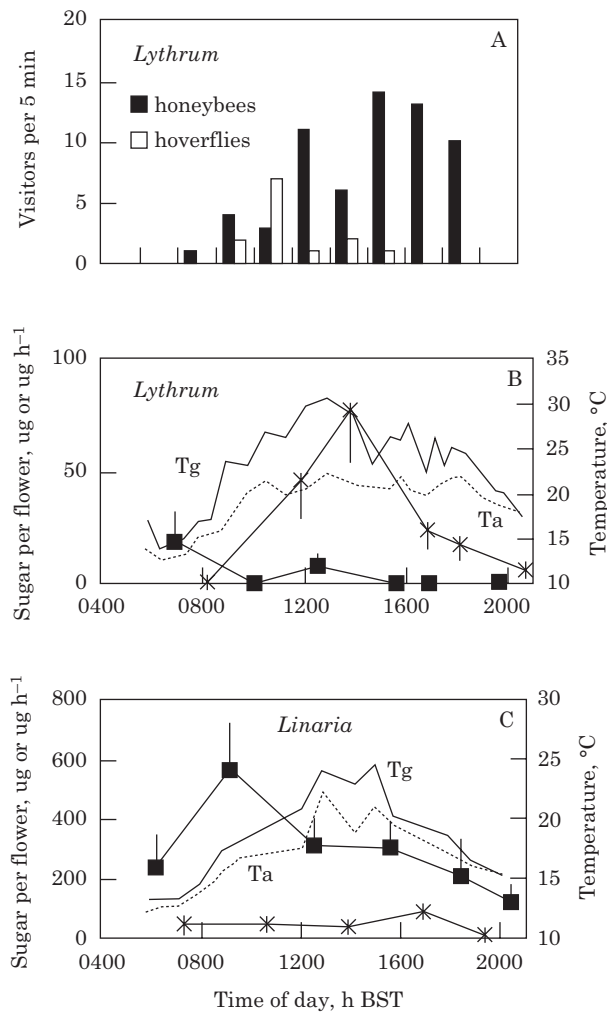 A
Lythrum
honeybees
hoverflies
Visitors per 5 min
20
15
10
5
0
B
Lythrum
Tg
Ta
Sugar per flower, ug or ug h⁻¹
100
50
0
Temperature, °C
35
30
25
20
15
10
0400 0800 1200 1600 2000
C
Linaria
Tg
Ta
Sugar per flower, ug or ug h⁻¹
800
600
400
200
0
Temperature, °C
30
25
20
15
10
0400 0800 1200 1600 2000
Time of day, h BST